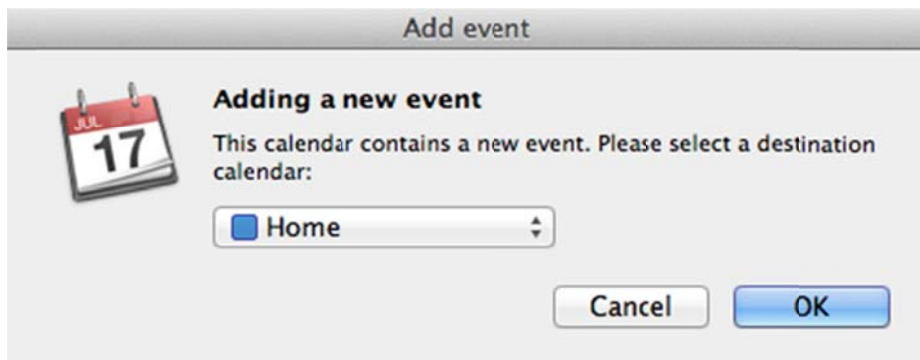 Add event
JUL
17
Adding a new event
This calendar contains a new event. Please select a destination
calendar:
Home
Cancel
OK